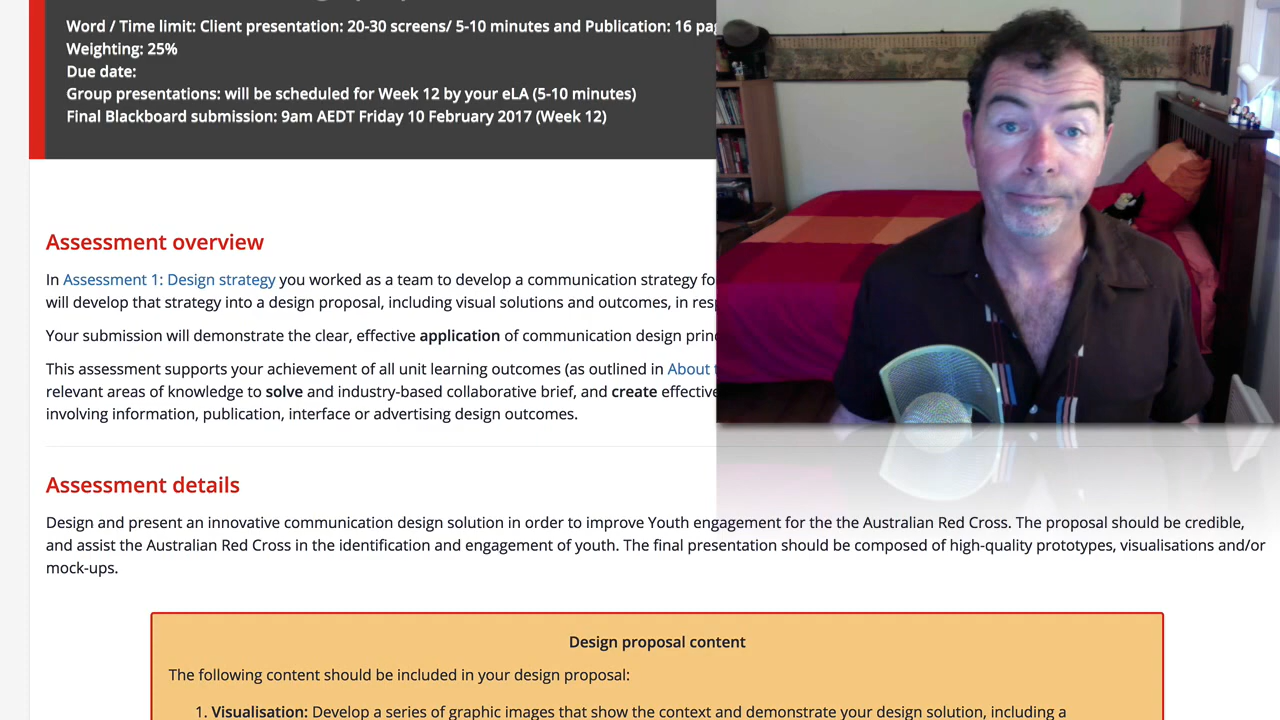 Word / Time limit: Client presentation: 20-30 screens/ 5-10 minutes and Publication: 16
Weighting: 25%
Due date:
Group presentations: will be scheduled for Week 12 by your eLA (5-10 minutes)
Final Blackboard submission: 9am AEDT Friday 10 February 2017 (Week 12)
Assessment overview
In Assessment 1: Design strategy you worked as a team to develop a communication strategy
will develop that strategy into a design proposal, including visual solutions and outcomes, in
Your submission will demonstrate the clear, effective application of communication design
This assessment supports your achievement of all unit learning outcomes (as outlined in About
relevant areas of knowledge to solve and industry-based collaborative brief, and create effective
involving information, publication, interface or advertising design outcomes.
Assessment details
Design and present an innovative communication design solution in order to improve Youth engagement for the the Australian Red Cross. The proposal should be credible,
and assist the Australian Red Cross in the identification and engagement of youth. The final presentation should be composed of high-quality prototypes, visualisations and/or
mock-ups.
Design proposal content
The following content should be included in your design proposal:
1. Visualisation: Develop a series of graphic images that show the context and demonstrate your design solution, including a